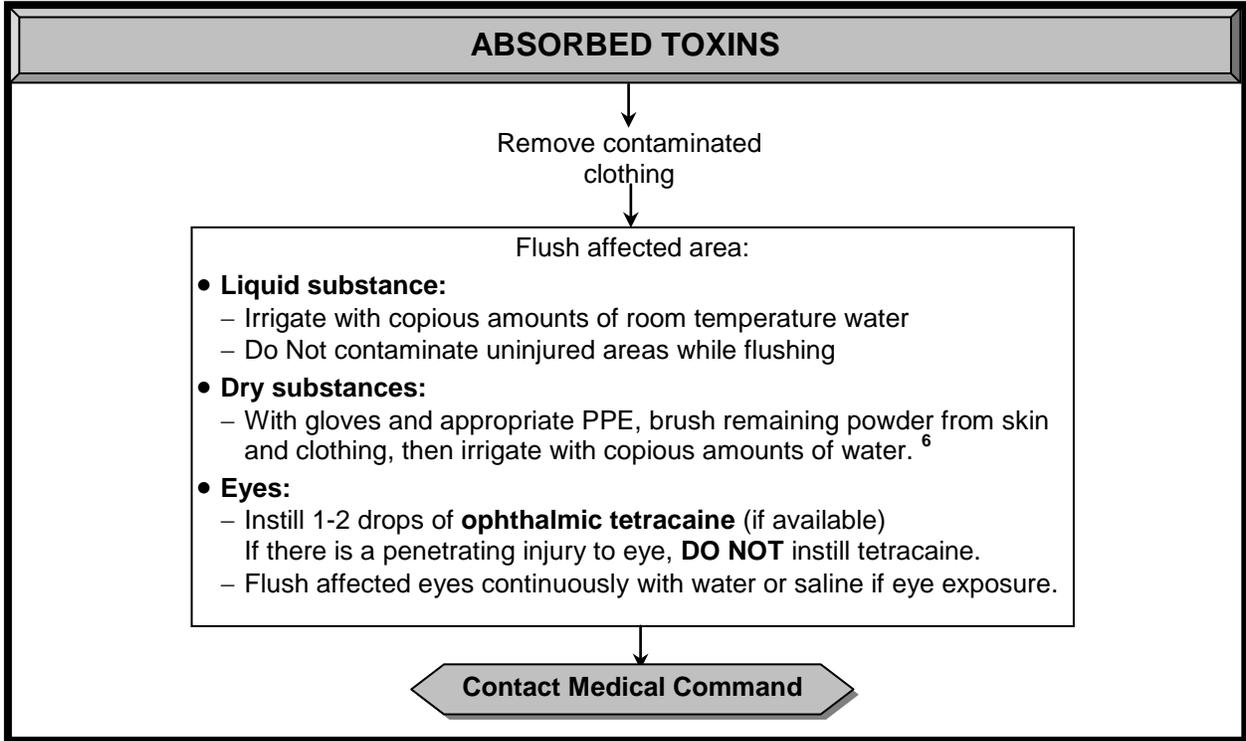 ABSORBED TOXINS
Remove contaminated
clothing
Flush affected area:
• Liquid substance:
– Irrigate with copious amounts of room temperature water
– Do Not contaminate uninjured areas while flushing
• Dry substances:
– With gloves and appropriate PPE, brush remaining powder from skin
and clothing, then irrigate with copious amounts of water. 6
• Eyes:
– Instill 1-2 drops of ophthalmic tetracaine (if available)
If there is a penetrating injury to eye, DO NOT instill tetracaine.
– Flush affected eyes continuously with water or saline if eye exposure.
Contact Medical Command